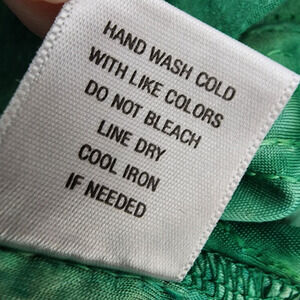 HAND WASH COLD
WITH LIKE COLORS
DO NOT BLEACH
LINE DRY
COOL IRON
IF NEEDED